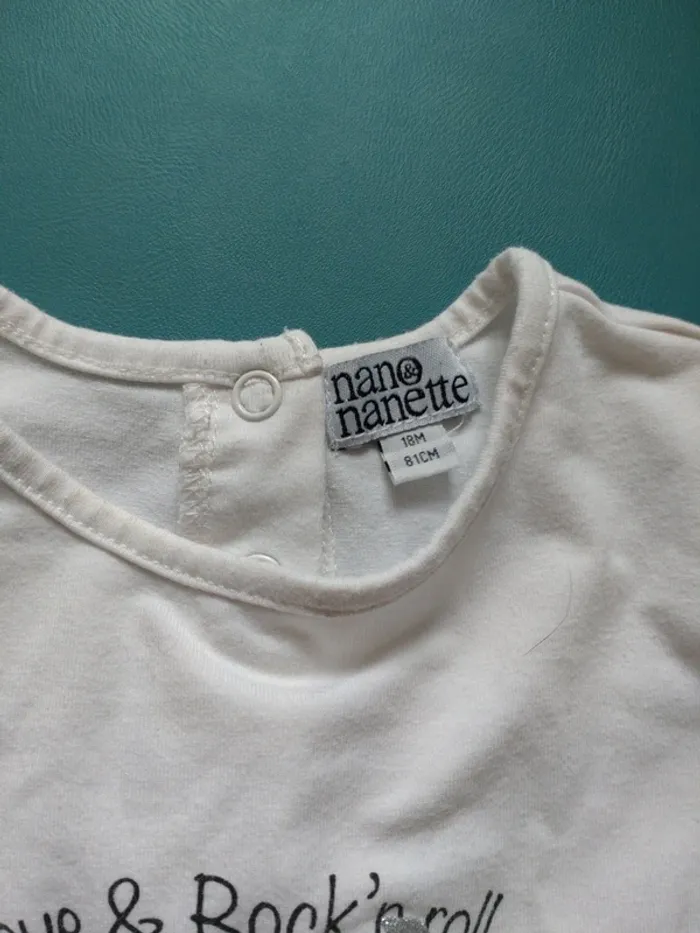 nano &
nanette
18M
81CM
& Rock'n roll